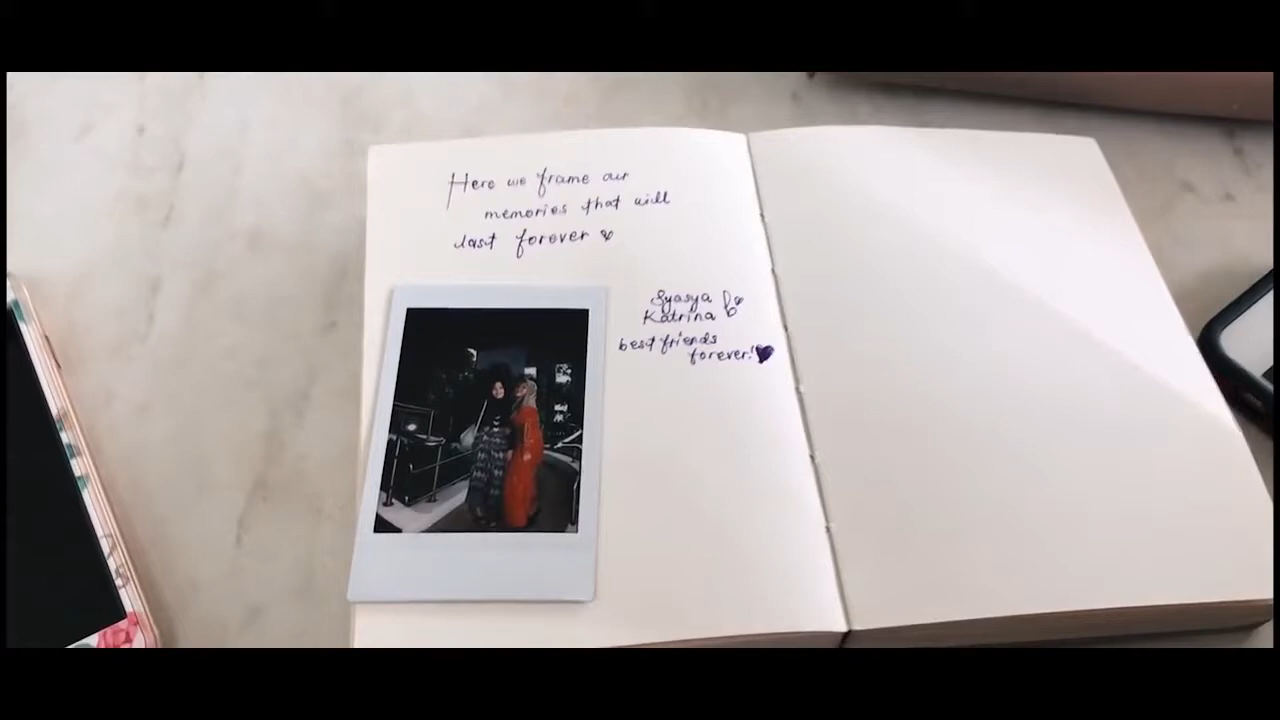 Here we frame our
memories that will
last forever
Syasya
Katrina
best friends
forever!